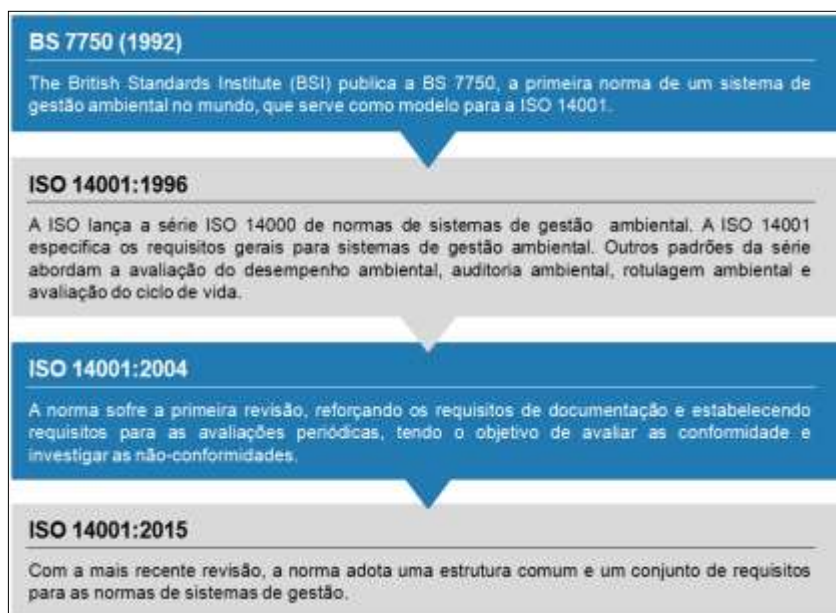 BS 7750 (1992)
The British Standards Institute (BSI) publica a BS 7750, a primeira norma de um sistema de
gestão ambiental no mundo, que serve como modelo para a ISO 14001.
ISO 14001:1996
A ISO lança a série ISO 14000 de normas de sistemas de gestão ambiental. A ISO 14001
especifica os requisitos gerais para sistemas de gestão ambiental. Outros padrões da série
abordam a avaliação do desempenho ambiental, auditoria ambiental, rotulagem ambiental e
avaliação do ciclo de vida.
ISO 14001:2004
A norma sofre a primeira revisão, reforçando os requisitos de documentação e estabelecendo
requisitos para as avaliações periódicas, tendo o objetivo de avaliar as conformidade e
investigar as não-conformidades.
ISO 14001:2015
Com a mais recente revisão, a norma adota uma estrutura comum e um conjunto de requisitos
para as normas de sistemas de gestão.